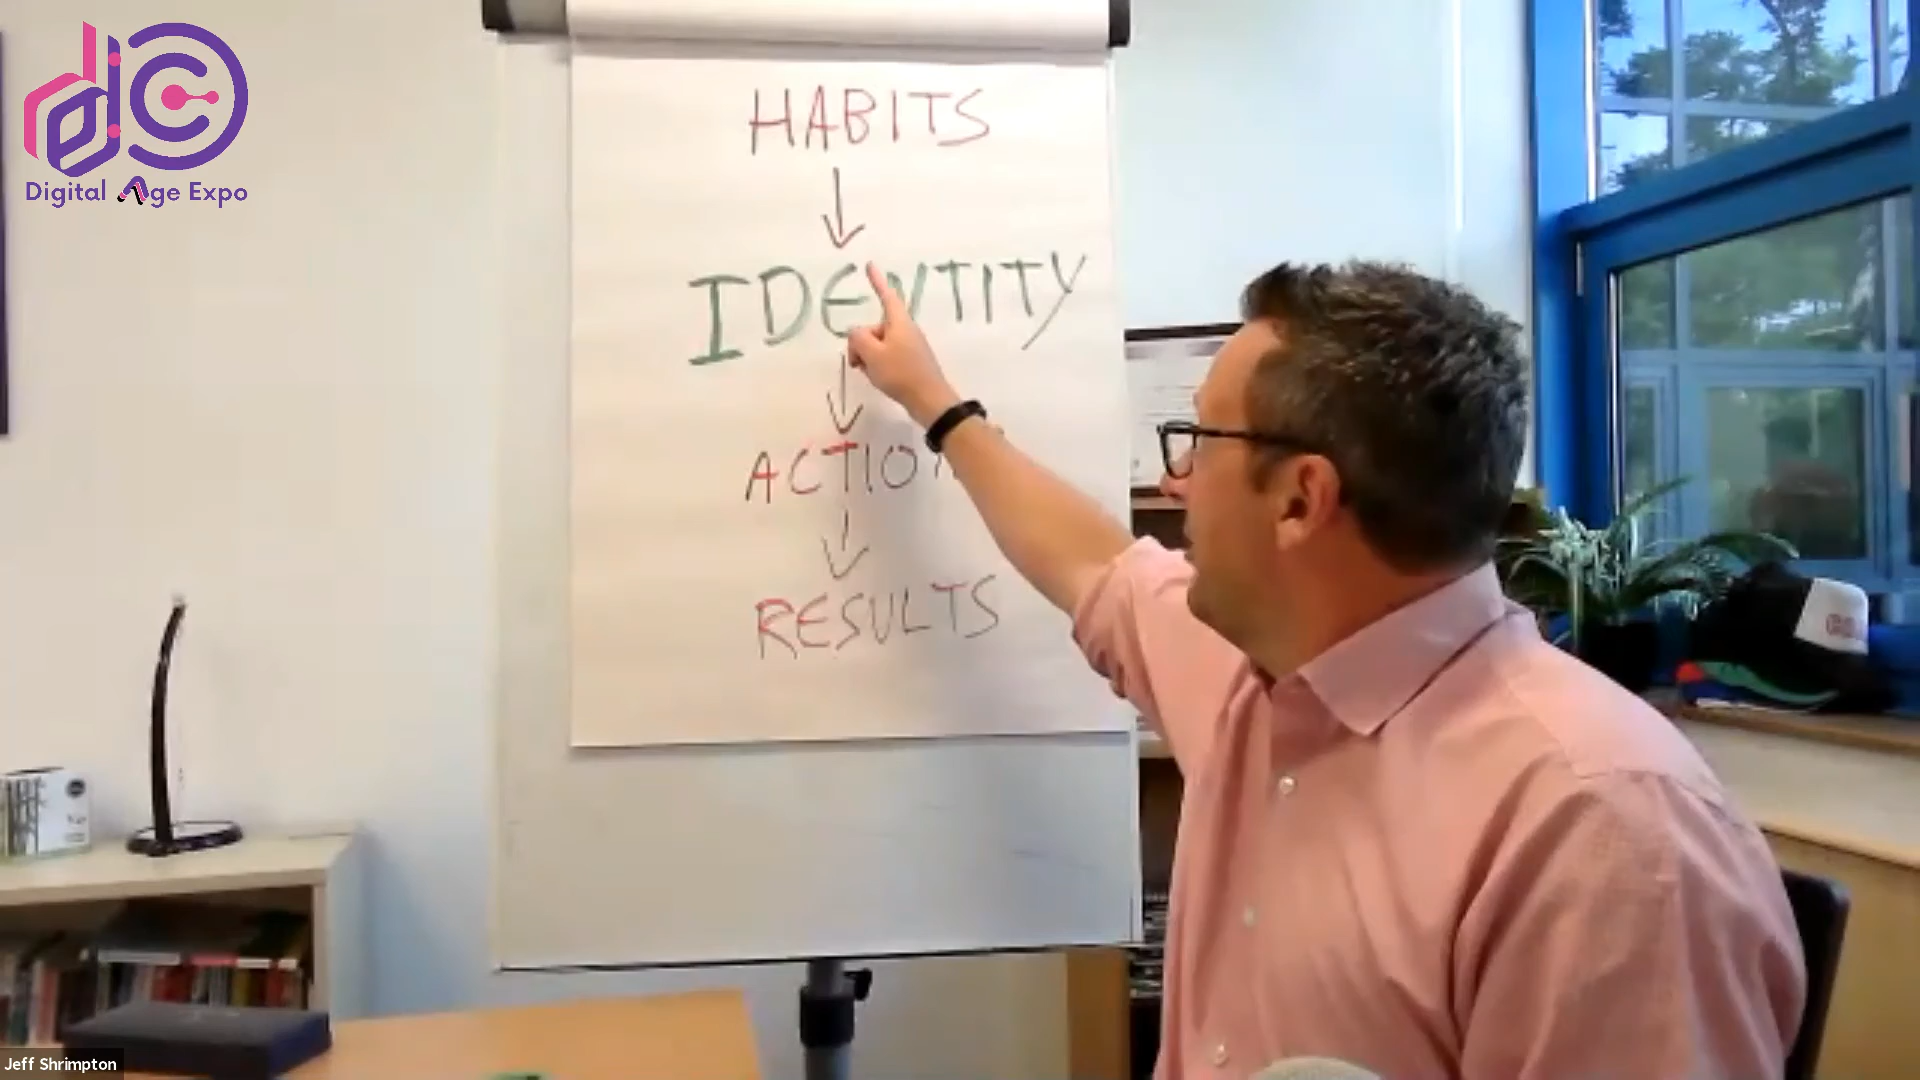 Digital Age Expo
HABITS
IDENTITY
ACTION
RESULTS
Jeff Shrimpton